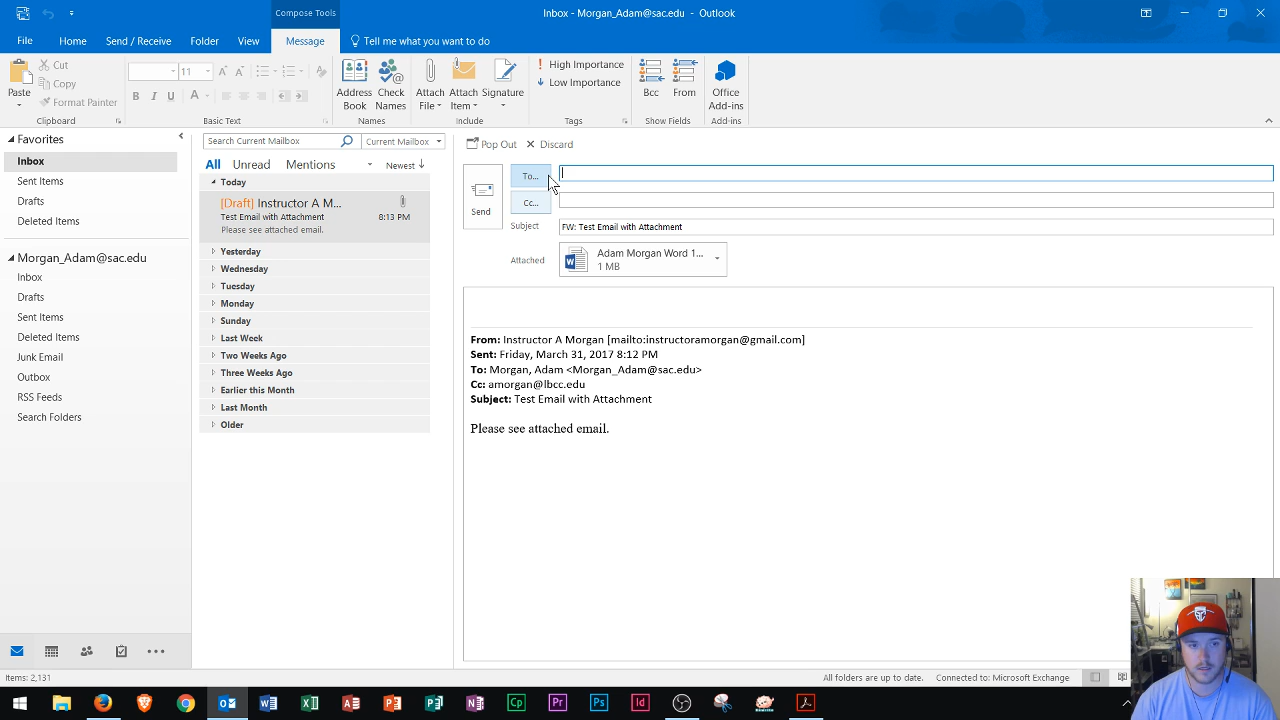 Compose Tools
Inbox - Morgan_Adam@sac.edu - Outlook
File Home Send / Receive Folder View Message Tell me what you want to do
Paste
Cut
Copy
Format Painter
Clipboard
11
B I U A
Basic Text
Address Book
Check Names
Names
Attach File
Attach Item
Signature
Include
High Importance
Low Importance
Tags
Bcc
From
Show Fields
Office Add-ins
Add-ins
Favorites
Inbox
Sent Items
Drafts
Deleted Items
Morgan_Adam@sac.edu
Inbox
Drafts
Sent Items
Deleted Items
Junk Email
Outbox
RSS Feeds
Search Folders
Search Current Mailbox Current Mailbox
All Unread Mentions Newest
Today
[Draft] Instructor A M...
Test Email with Attachment 8:13 PM
Please see attached email.
Yesterday
Wednesday
Tuesday
Monday
Sunday
Last Week
Two Weeks Ago
Three Weeks Ago
Earlier this Month
Last Month
Older
Pop Out Discard
Send
To...
Cc...
Subject FW: Test Email with Attachment
Attached
Adam Morgan Word 1...
1 MB
From: Instructor A Morgan [mailto:instructoramorgan@gmail.com]
Sent: Friday, March 31, 2017 8:12 PM
To: Morgan, Adam <Morgan_Adam@sac.edu>
Cc: amorgan@lbcc.edu
Subject: Test Email with Attachment
Please see attached email.
Items: 2,131 All folders are up to date. Connected to: Microsoft Exchange
Cp Pr Ps Id